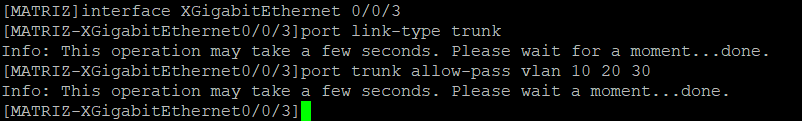 [MATRIZ]interface XGigabitEthernet 0/0/3
[MATRIZ-XGigabitEthernet0/0/3]port link-type trunk
Info: This operation may take a few seconds. Please wait for a moment...done.
[MATRIZ-XGigabitEthernet0/0/3]port trunk allow-pass vlan 10 20 30
Info: This operation may take a few seconds. Please wait a moment...done.
[MATRIZ-XGigabitEthernet0/0/3]